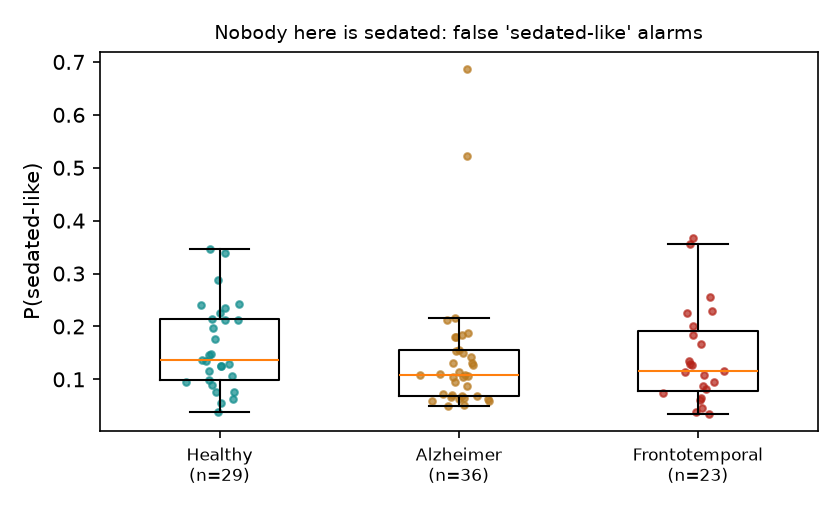 Nobody here is sedated: false 'sedated-like' alarms
P(sedated-like)
0.7
0.6
0.5
0.4
0.3
0.2
0.1
Healthy
(n=29)
Alzheimer
(n=36)
Frontotemporal
(n=23)